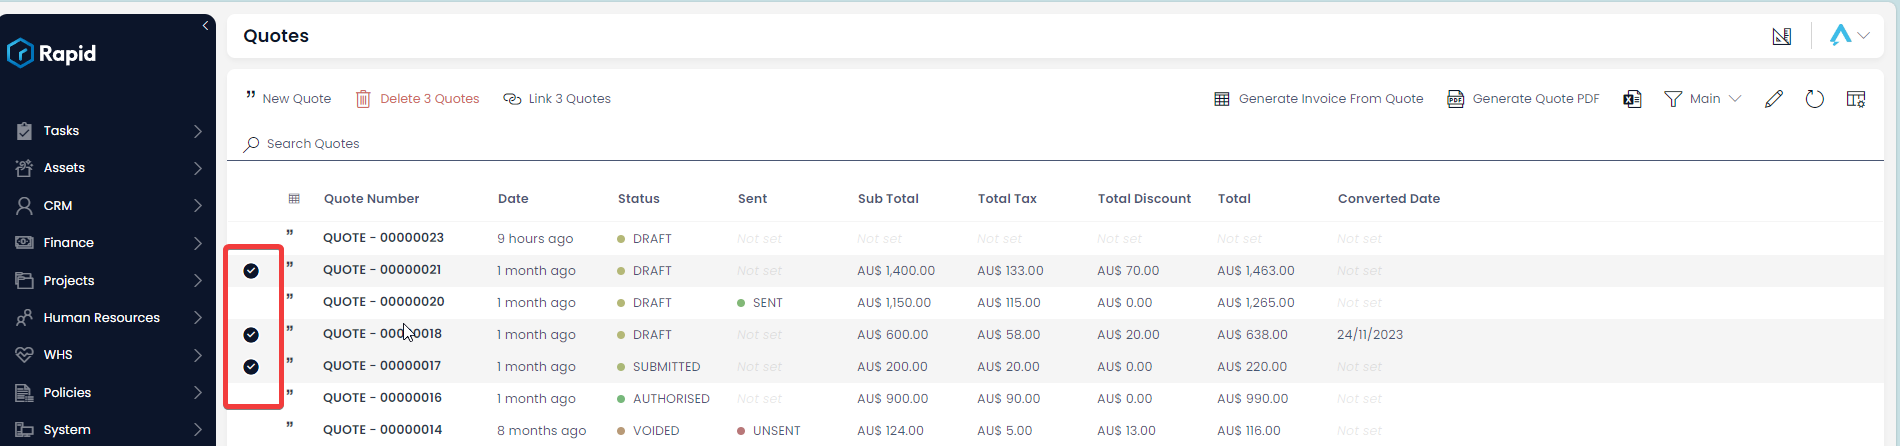 Rapid
Quotes
New Quote Delete 3 Quotes Link 3 Quotes Generate Invoice From Quote PDF Generate Quote PDF Main
Search Quotes
Tasks
Assets
CRM
Finance
Projects
Human Resources
WHS
Policies
System
Quote Number Date Status Sent Sub Total Total Tax Total Discount Total Converted Date
QUOTE - 00000023 9 hours ago DRAFT Not set Not set Not set Not set Not set Not set
QUOTE - 00000021 1 month ago DRAFT Not set AU$ 1,400.00 AU$ 133.00 AU$ 70.00 AU$ 1,463.00 Not set
QUOTE - 00000020 1 month ago DRAFT SENT AU$ 1,150.00 AU$ 115.00 AU$ 0.00 AU$ 1,265.00 Not set
QUOTE - 00000018 1 month ago DRAFT Not set AU$ 600.00 AU$ 58.00 AU$ 20.00 AU$ 638.00 24/11/2023
QUOTE - 00000017 1 month ago SUBMITTED Not set AU$ 200.00 AU$ 20.00 AU$ 0.00 AU$ 220.00 Not set
QUOTE - 00000016 1 month ago AUTHORISED Not set AU$ 900.00 AU$ 90.00 AU$ 0.00 AU$ 990.00 Not set
QUOTE - 00000014 8 months ago VOIDED UNSENT AU$ 124.00 AU$ 5.00 AU$ 13.00 AU$ 116.00 Not set